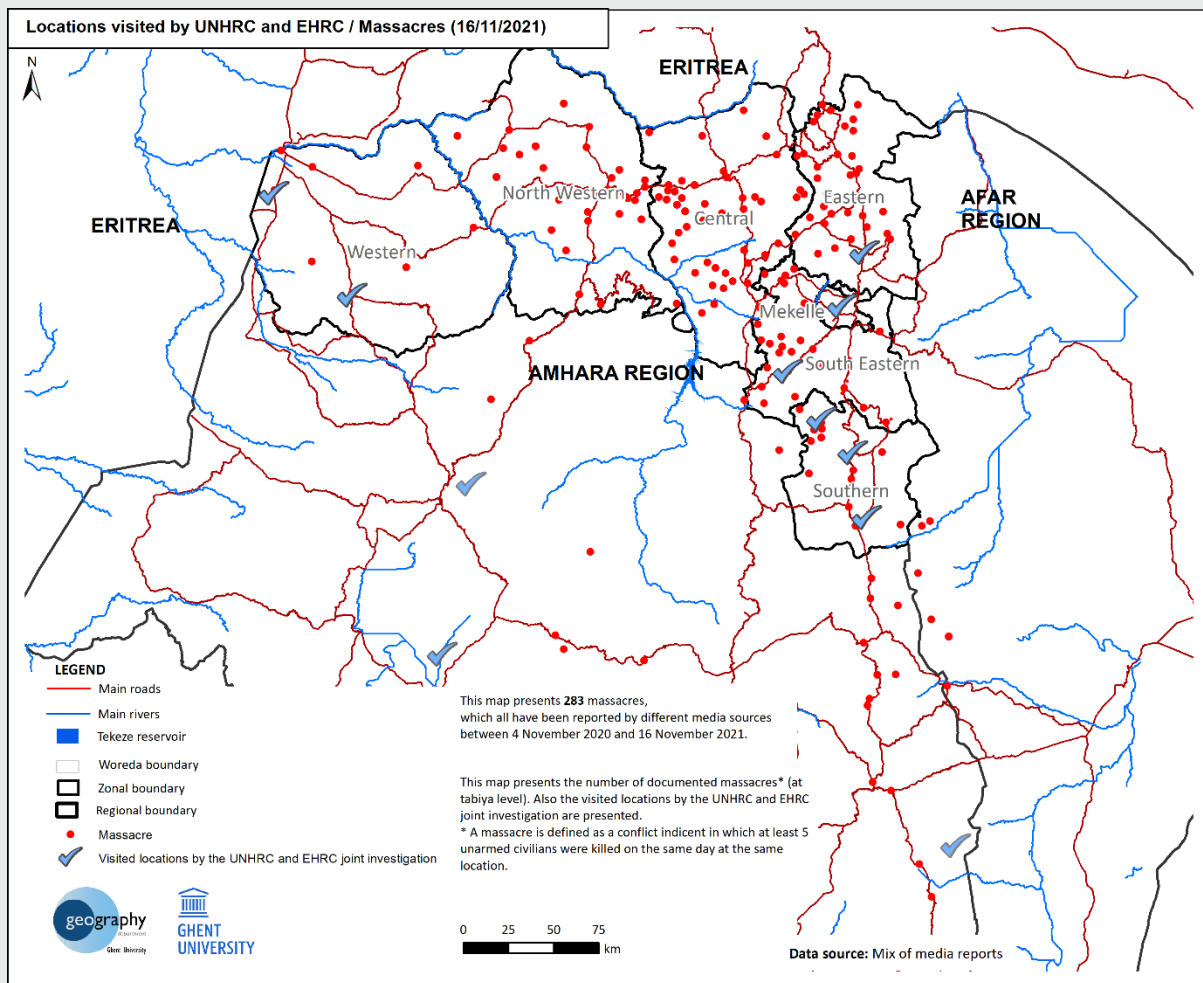 Locations visited by UNHRC and EHRC / Massacres (16/11/2021)
N
ERITREA
ERITREA
AFAR
REGION
North Western
Eastern
Central
Western
Mekelle
South Eastern
AMHARA REGION
Southern
LEGEND
Main roads
Main rivers
Tekeze reservoir
Woreda boundary
Zonal boundary
Regional boundary
Massacre
Visited locations by the UNHRC and EHRC joint investigation
This map presents 283 massacres,
which all have been reported by different media sources
between 4 November 2020 and 16 November 2021.
This map presents the number of documented massacres* (at
tabiya level). Also the visited locations by the UNHRC and EHRC
joint investigation are presented.
* A massacre is defined as a conflict indicent in which at least 5
unarmed civilians were killed on the same day at the same
location.
geography
department
Ghent University
GHENT
UNIVERSITY
0 25 50 75
km
Data source: Mix of media reports